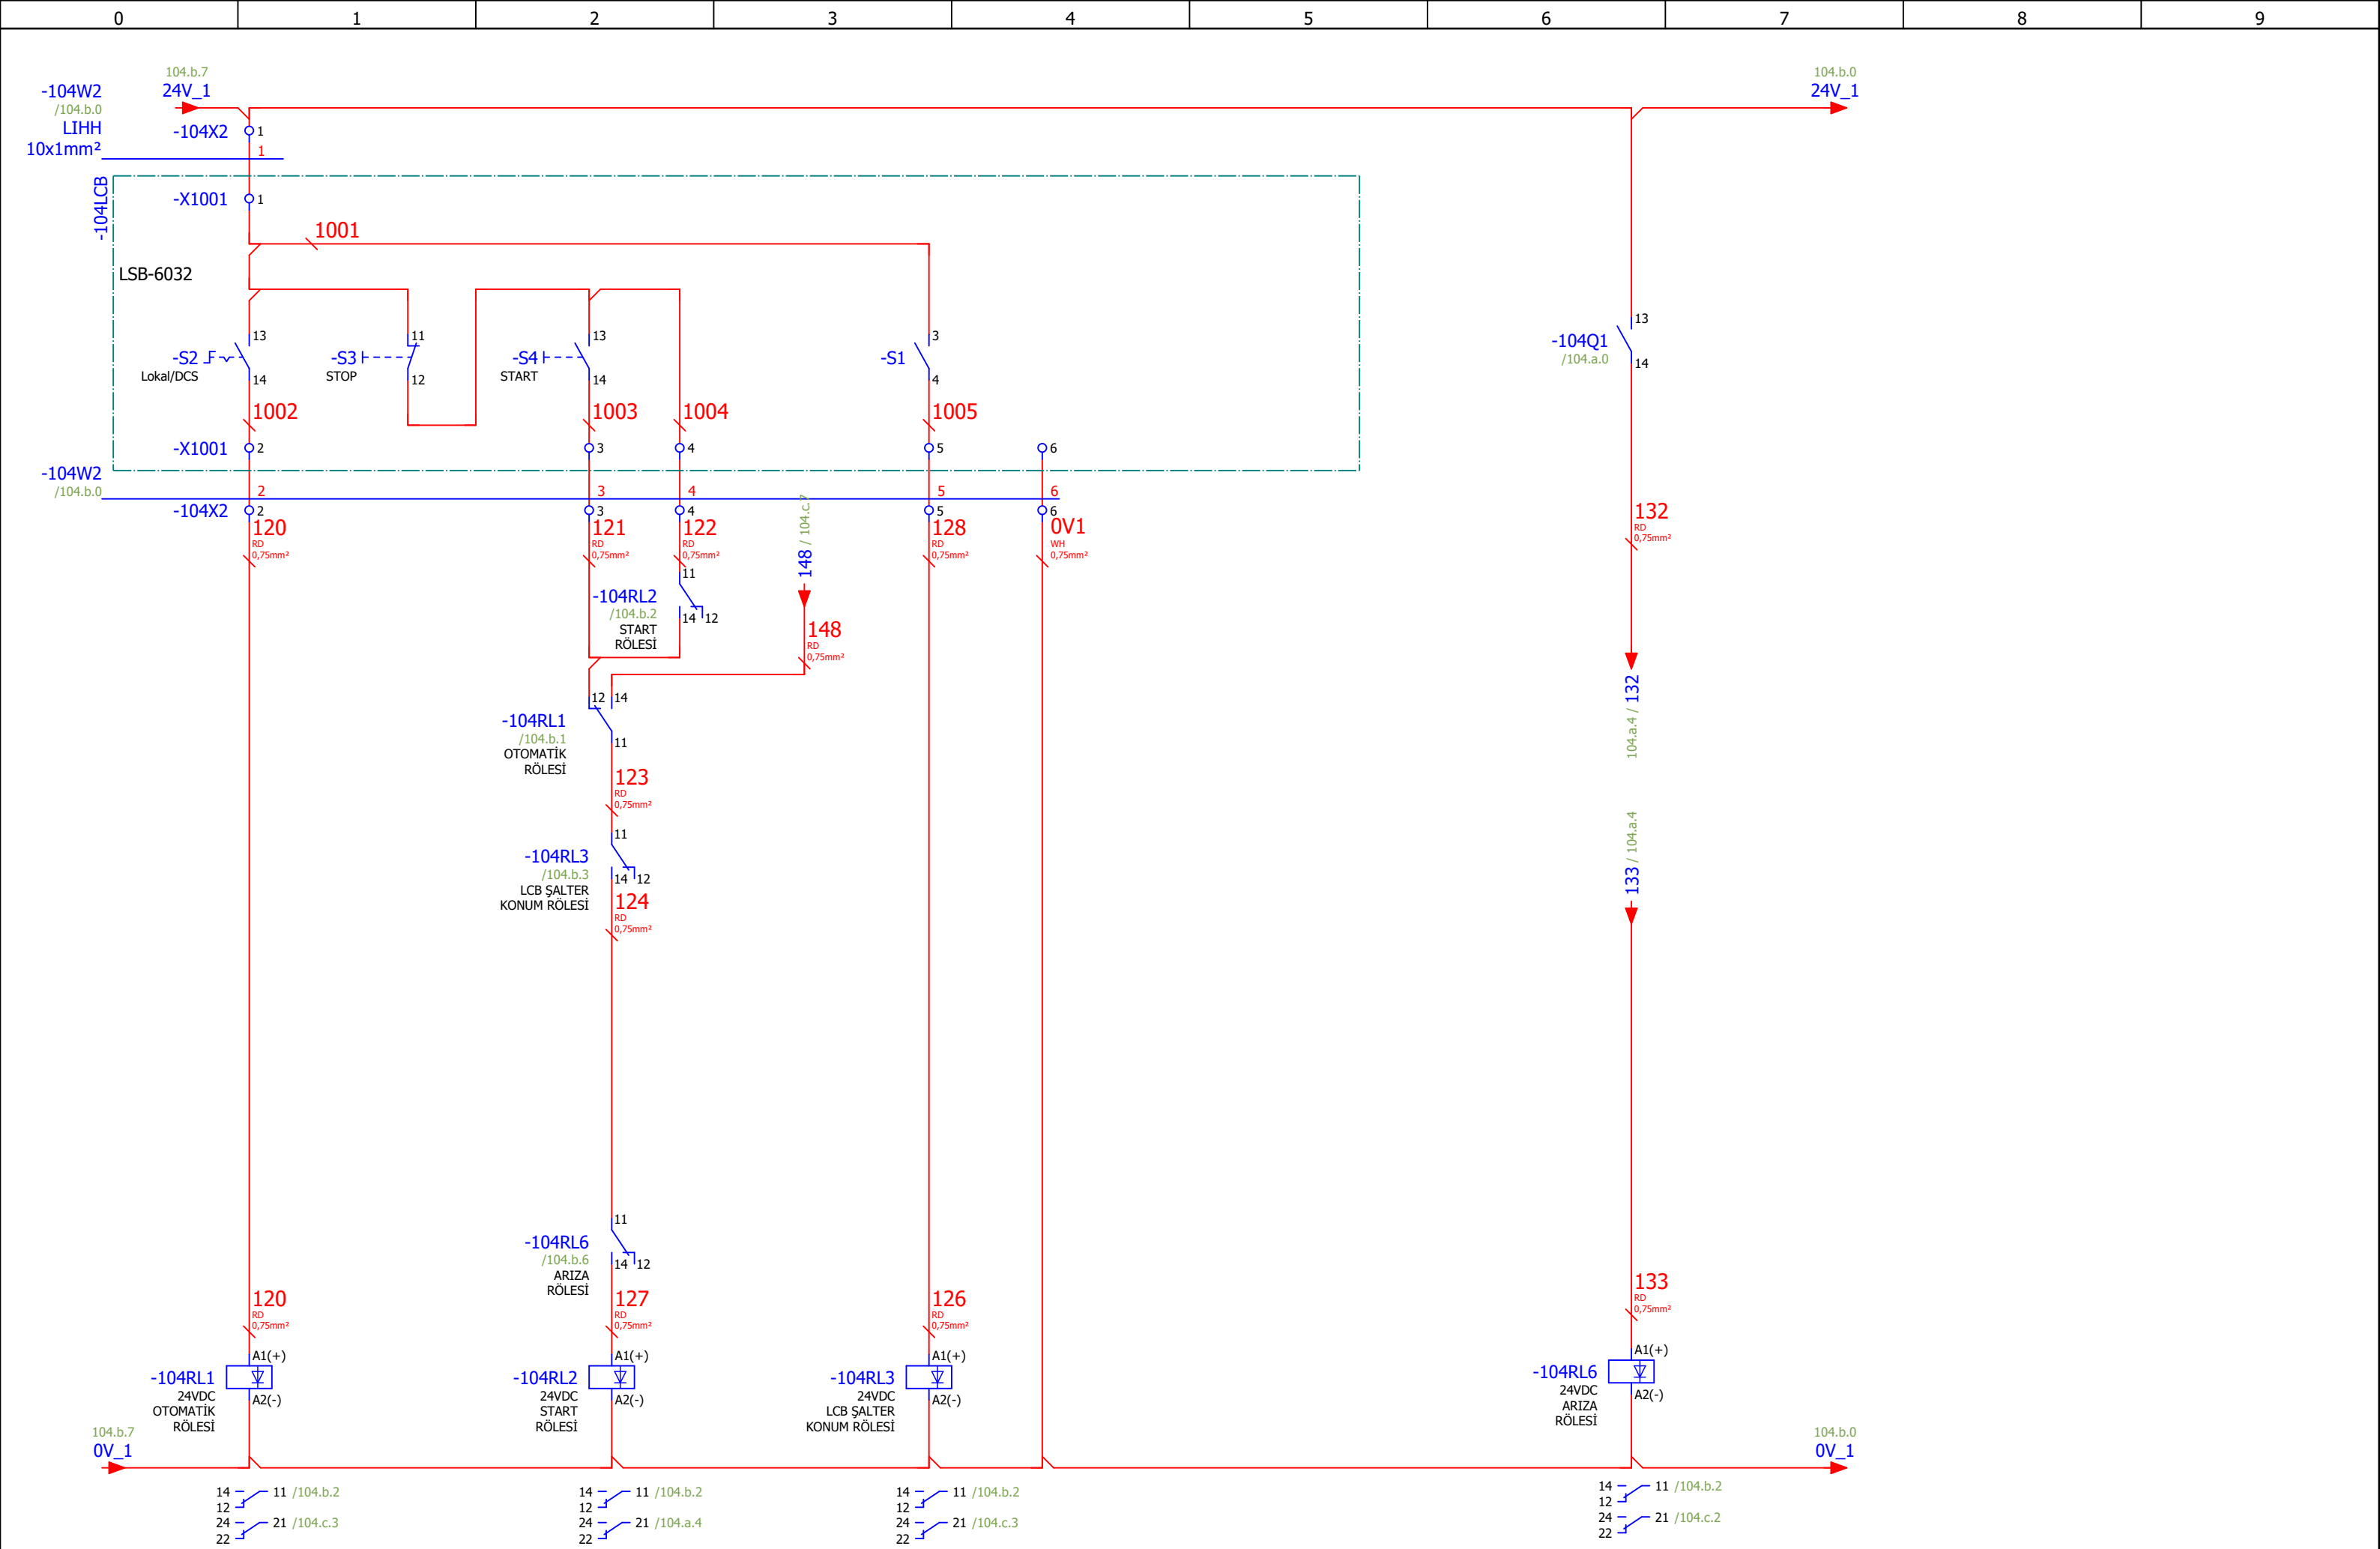 0 1 2 3 4 5 6 7 8 9
104.b.7
24V_1
104.b.0
24V_1
-104W2
/104.b.0
LIHH
10x1mm²
-104X2 1
1
-104LCB
-X1001 1
1001
LSB-6032
-S2 13
Lokal/DCS 14
-S3 11
STOP 12
-S4 13
START 14
-S1 3
4
-104Q1 13
/104.a.0 14
1002 1003 1004 1005
-X1001 2 3 4 5 6
-104W2
/104.b.0
2 3 4 5 6
-104X2 2 3 4 5 6
120
RD
0,75mm²
121
RD
0,75mm²
122
RD
0,75mm²
148 / 104.c.7
128
RD
0,75mm²
0V1
WH
0,75mm²
132
RD
0,75mm²
11
-104RL2
/104.b.2 14 12
START
RÖLESİ
148
RD
0,75mm²
104.a.4 / 132
12 14
-104RL1
/104.b.1 11
OTOMATİK
RÖLESİ
123
RD
0,75mm²
11
-104RL3
/104.b.3 14 12
LCB ŞALTER
KONUM RÖLESİ
124
RD
0,75mm²
133 / 104.a.4
11
-104RL6
/104.b.6 14 12
ARIZA
RÖLESİ
120
RD
0,75mm²
127
RD
0,75mm²
126
RD
0,75mm²
133
RD
0,75mm²
A1(+)
-104RL1
24VDC A2(-)
OTOMATİK
RÖLESİ
A1(+)
-104RL2
24VDC A2(-)
START
RÖLESİ
A1(+)
-104RL3
24VDC A2(-)
LCB ŞALTER
KONUM RÖLESİ
A1(+)
-104RL6
24VDC A2(-)
ARIZA
RÖLESİ
104.b.7
0V_1
104.b.0
0V_1
14 11 /104.b.2
12
24 21 /104.c.3
22
14 11 /104.b.2
12
24 21 /104.a.4
22
14 11 /104.b.2
12
24 21 /104.c.3
22
14 11 /104.b.2
12
24 21 /104.c.2
22